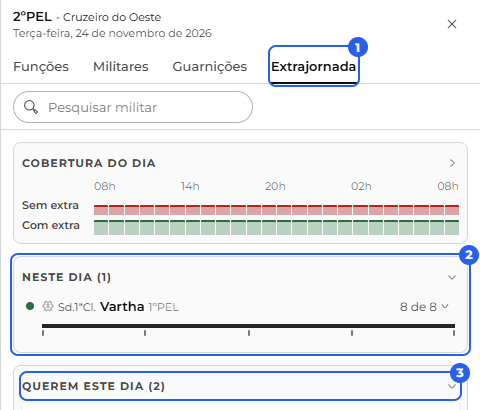 2ºPEL - Cruzeiro do Oeste
Terça-feira, 24 de novembro de 2026
Funções Militares Guarnições Extrajornada 1
Pesquisar militar
COBERTURA DO DIA
08h 14h 20h 02h 08h
Sem extra
Com extra
2
NESTE DIA (1)
Sd.1ªCl. Vartha 1ºPEL 8 de 8
3
QUEREM ESTE DIA (2)